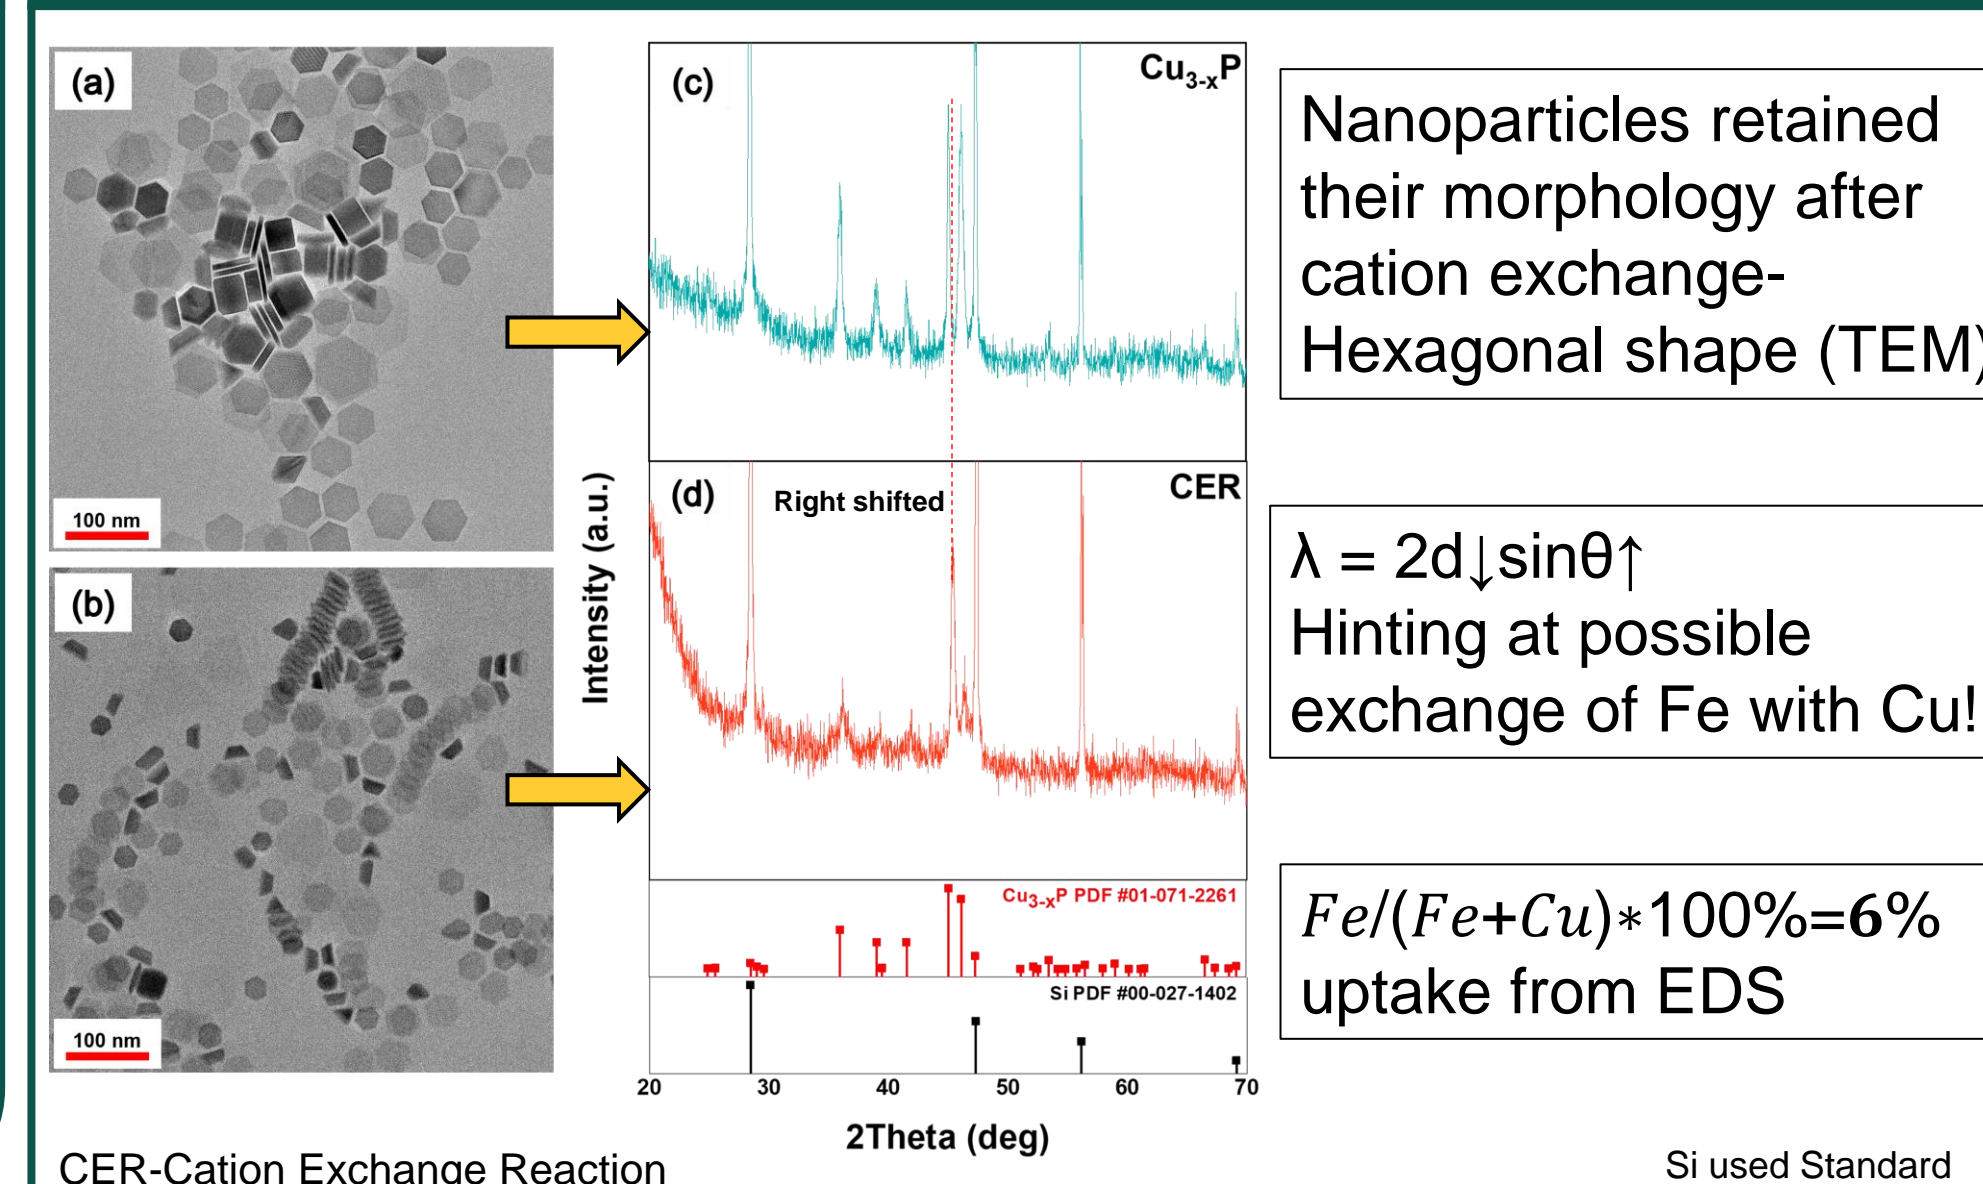 (a)
100 nm
(b)
100 nm
(c)
Cu3-xP
(d)
CER
Right shifted
Intensity (a.u.)
Cu3-xP PDF #01-071-2261
Si PDF #00-027-1402
20 30 40 50 60 70
2Theta (deg)
Nanoparticles retained
their morphology after
cation exchange-
Hexagonal shape (TEM)
λ = 2d↓sinθ↑
Hinting at possible
exchange of Fe with Cu!
Fe/(Fe+Cu)*100%=6%
uptake from EDS
CER-Cation Exchange Reaction
Si used Standard